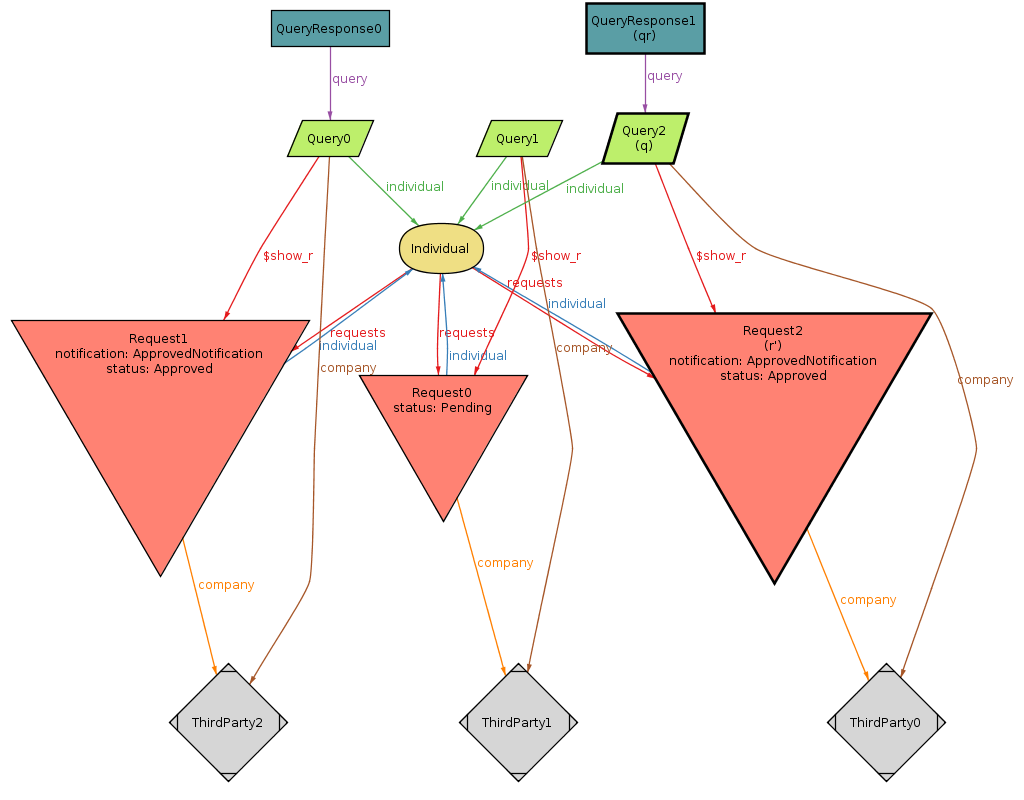 QueryResponse0
QueryResponse1
(qr)
query
query
Query0
Query1
Query2
(q)
individual
individual
individual
Individual
$show_r
$show_r
$show_r
requests
individual
requests
individual
requests
individual
company
company
company
Request1
notification: ApprovedNotification
status: Approved
Request0
status: Pending
Request2
(r')
notification: ApprovedNotification
status: Approved
company
company
company
ThirdParty2
ThirdParty1
ThirdParty0